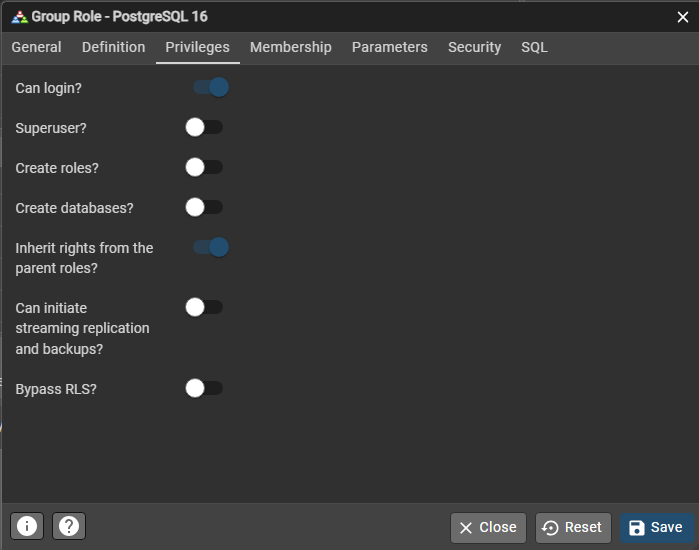 Group Role - PostgreSQL 16
General Definition Privileges Membership Parameters Security SQL
Can login?
Superuser?
Create roles?
Create databases?
Inherit rights from the
parent roles?
Can initiate
streaming replication
and backups?
Bypass RLS?
Close Reset Save